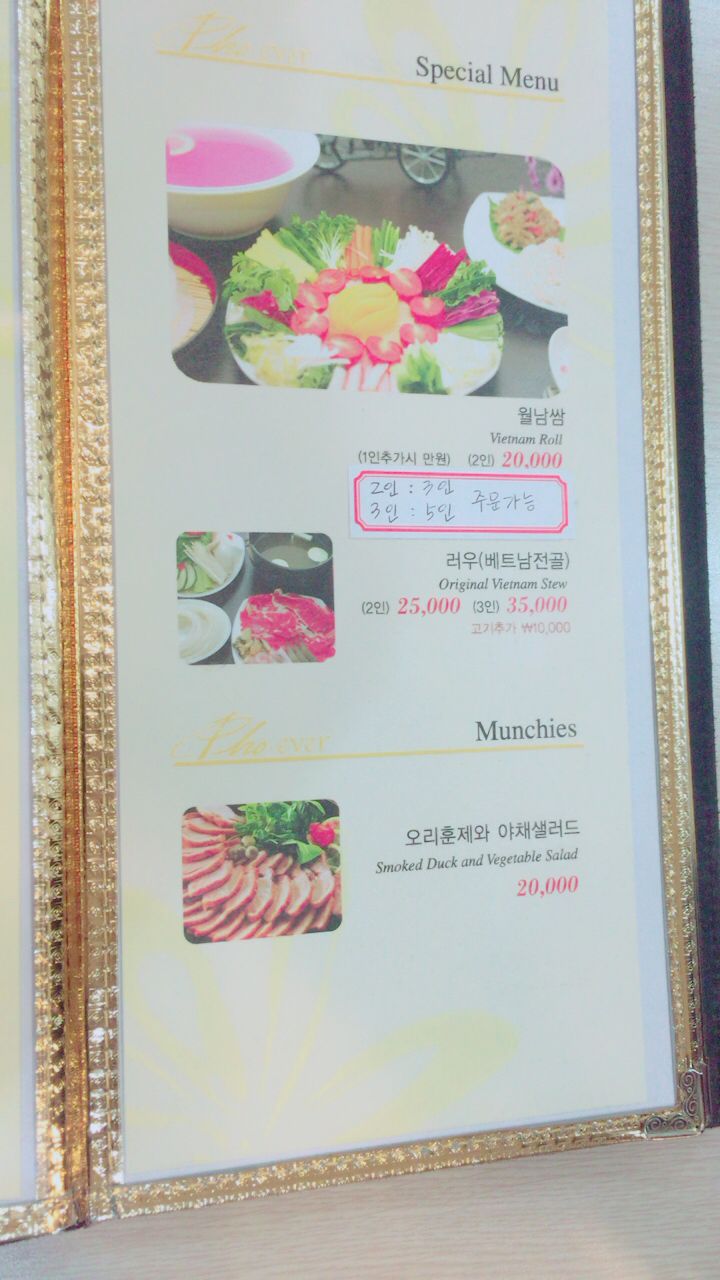 Pho ever
Special Menu
월남쌈
Vietnam Roll
(1인추가시 만원) (2인) 20,000
2인 : 3인 주문가능
3인 : 5인
러우(베트남전골)
Original Vietnam Stew
(2인) 25,000 (3인) 35,000
고기추가 ₩10,000
Pho ever
Munchies
오리훈제와 야채샐러드
Smoked Duck and Vegetable Salad
20,000